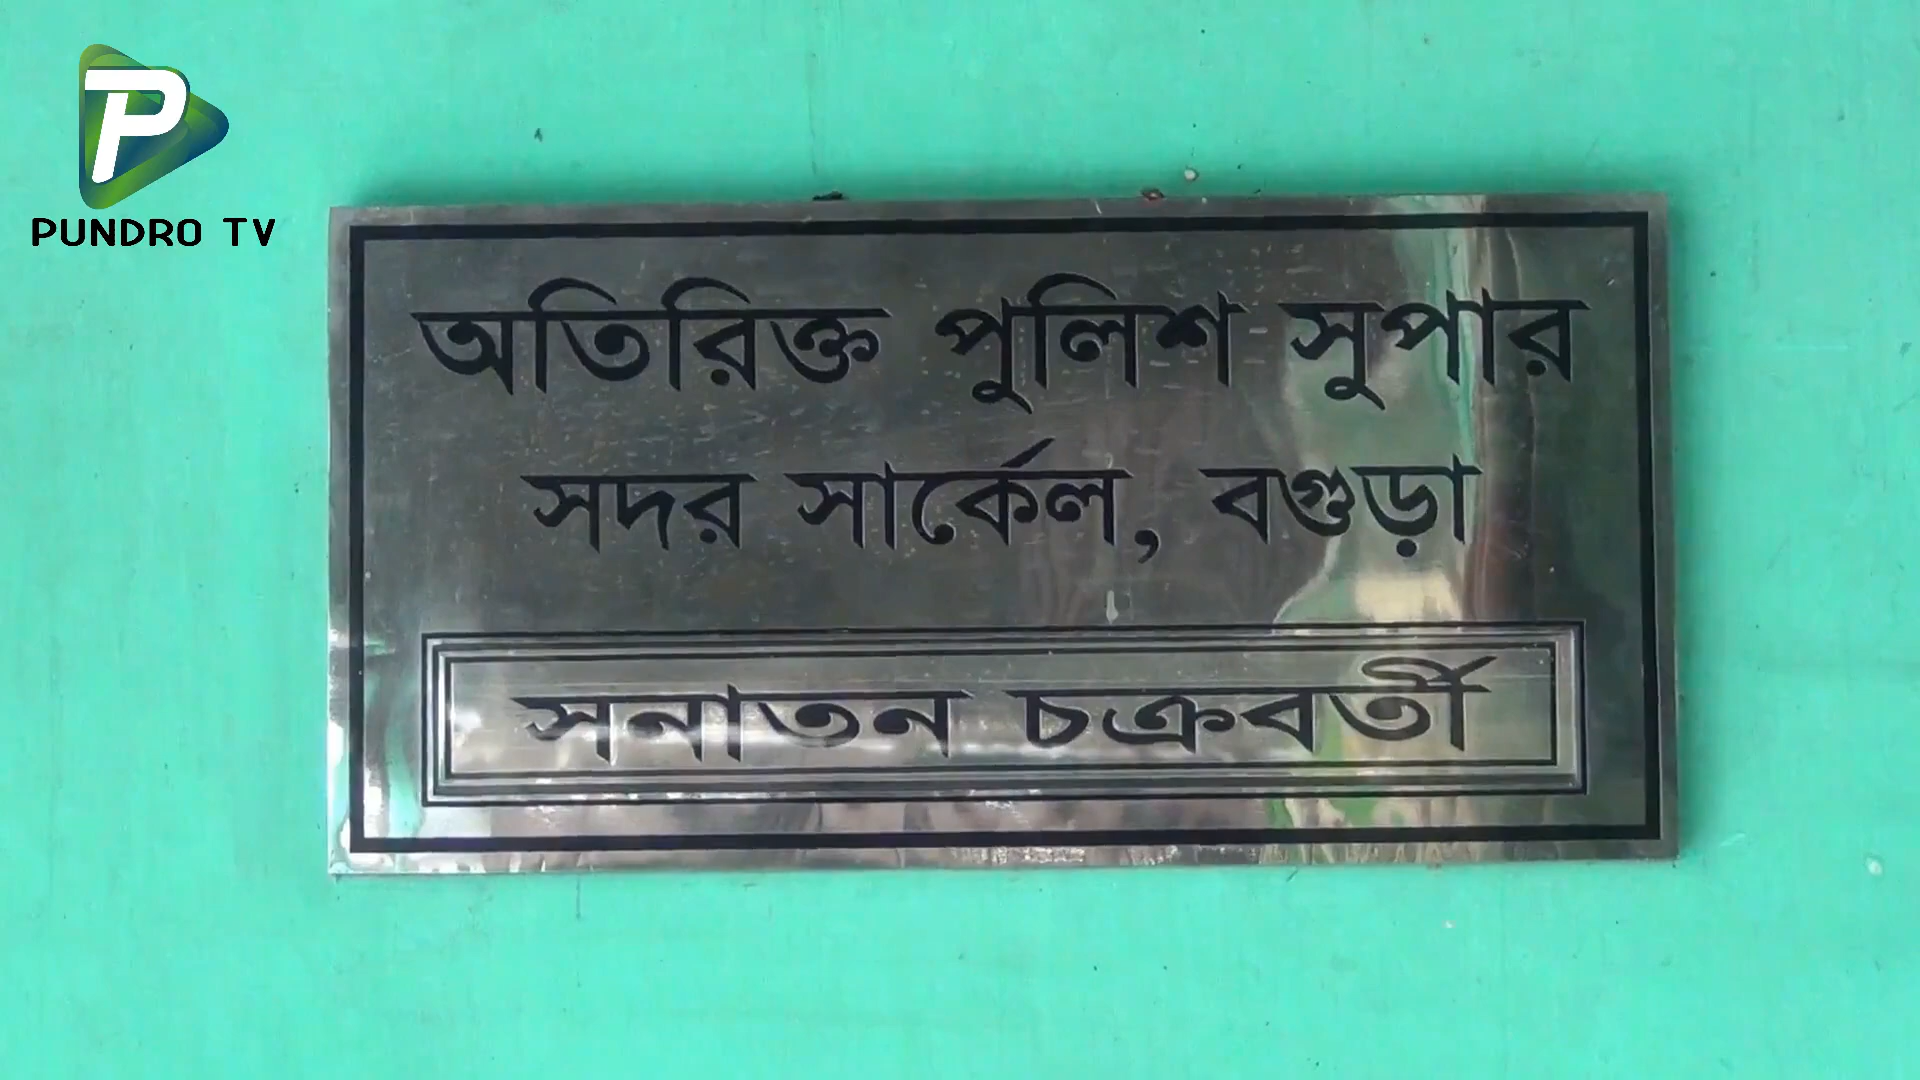 PUNDRO TV
অতিরিক্ত পুলিশ সুপার
সদর সার্কেল, বগুড়া
সনাতন চক্রবর্তী